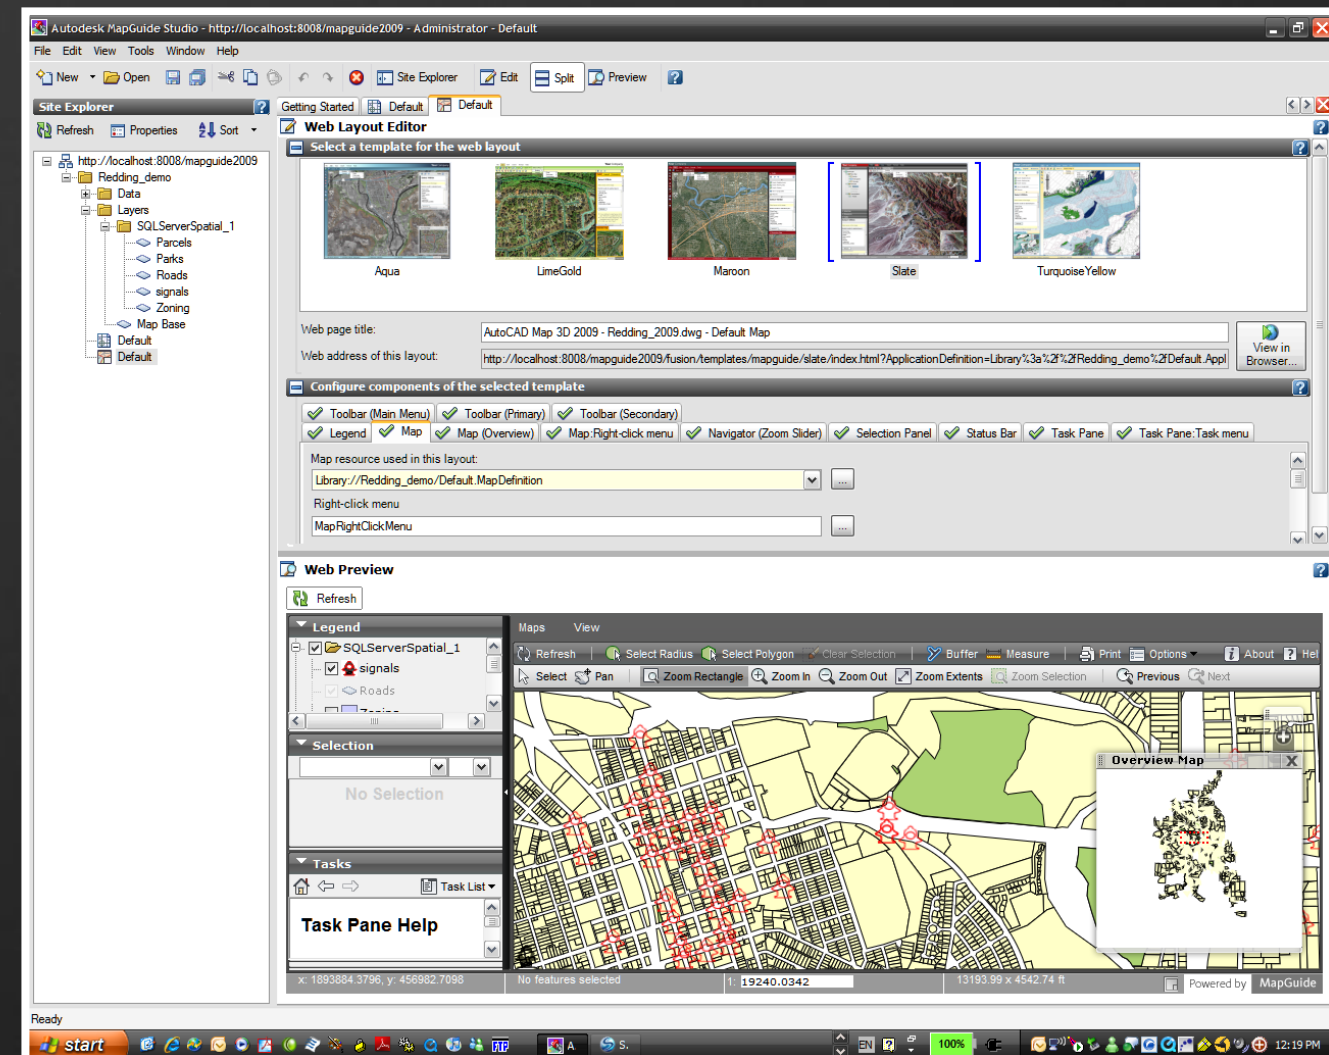 Autodesk MapGuide Studio - http://localhost:8008/mapguide2009 - Administrator - Default
File Edit View Tools Window Help
New Open Site Explorer Edit Split Preview
Site Explorer
Refresh Properties Sort
http://localhost:8008/mapguide2009
Redding_demo
Data
Layers
SQLServerSpatial_1
Parcels
Parks
Roads
signals
Zoning
Map Base
Default
Default
Getting Started Default Default
Web Layout Editor
Select a template for the web layout
Aqua LimeGold Maroon Slate TurquoiseYellow
Web page title: AutoCAD Map 3D 2009 - Redding_2009.dwg - Default Map
Web address of this layout: http://localhost:8008/mapguide2009/fusion/templates/mapguide/slate/index.html?ApplicationDefinition=Library%3a%2f%2fRedding_demo%2fDefault.Appl
View in
Browser...
Configure components of the selected template
Toolbar (Main Menu) Toolbar (Primary) Toolbar (Secondary)
Legend Map Map (Overview) Map:Right-click menu Navigator (Zoom Slider) Selection Panel Status Bar Task Pane Task Pane:Task menu
Map resource used in this layout:
Library://Redding_demo/Default.MapDefinition
...
Right-click menu
MapRightClickMenu
...
Web Preview
Refresh
Legend
SQLServerSpatial_1
signals
Roads
Zoning
Selection
No Selection
Tasks
Task List
Task Pane Help
Maps View
Refresh Select Radius Select Polygon Clear Selection Buffer Measure Print Options About Hel
Select Pan Zoom Rectangle Zoom In Zoom Out Zoom Extents Zoom Selection Previous Next
Overview Map X
x: 1893884.3796, y: 456982.7098 No features selected 1: 19240.0342 13193.99 x 4542.74 ft Powered by MapGuide
Ready
start FTP A. S. EN 100% 12:19 PM